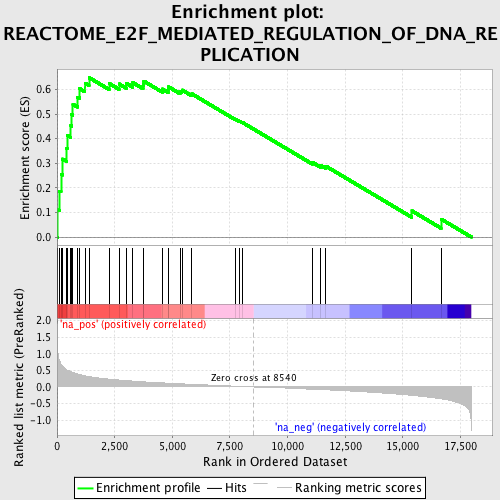 Enrichment plot:
REACTOME_E2F_MEDIATED_REGULATION_OF_DNA_RE
PLICATION
Enrichment score (ES)
0.6
0.5
0.4
0.3
0.2
0.1
0.0
'na_pos' (positively correlated)
Ranked list metric (PreRanked)
2.0
1.5
1.0
0.5
0.0
-0.5
-1.0
Zero cross at 8540
'na_neg' (negatively correlated)
0
2,500
5,000
7,500
10,000
12,500
15,000
17,500
Rank in Ordered Dataset
Enrichment profile
Hits
Ranking metric scores